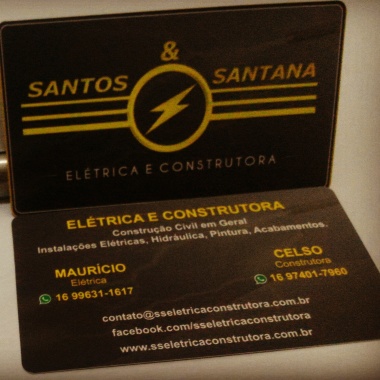 &
SANTOS SANTANA
ELÉTRICA E CONSTRUTORA
ELÉTRICA E CONSTRUTORA
Construção Civil em Geral
Instalações Elétricas, Hidráulica, Pintura, Acabamentos.
MAURÍCIO
Elétrica
16 99631-1617
CELSO
Construtora
16 97401-7960
contato@sseletricaconstrutora.com.br
facebook.com/sseletricaconstrutora
www.sseletricaconstrutora.com.br